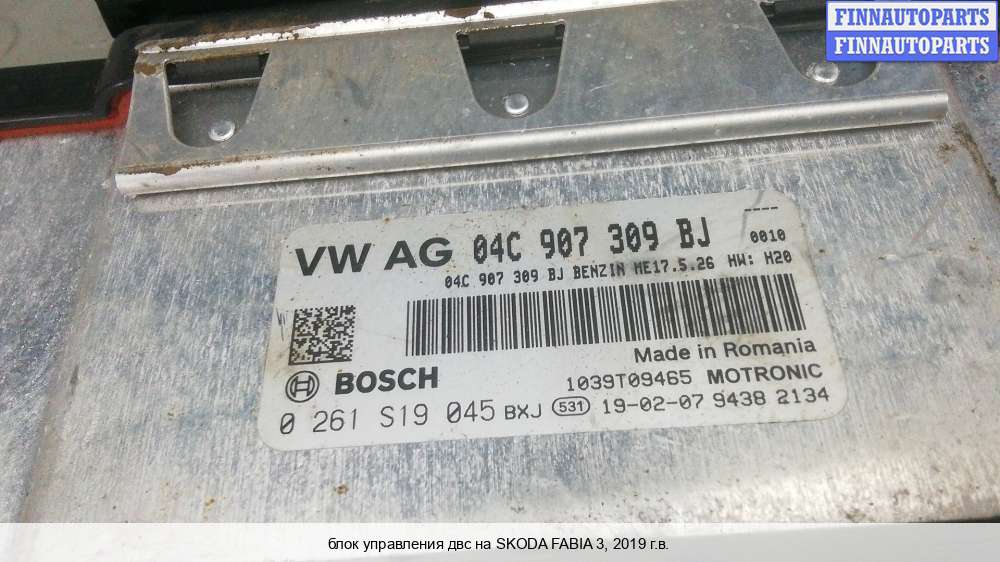 FINNAUTOPARTS
FINNAUTOPARTS
VW AG 04C 907 309 BJ
----
0010
04C 907 309 BJ BENZIN ME17.5.26 HW: H20
Made in Romania
BOSCH
1039T09465 MOTRONIC
0 261 S19 045 BXJ 531 19-02-07 9438 2134
блок управления двс на SKODA FABIA 3, 2019 г.в.